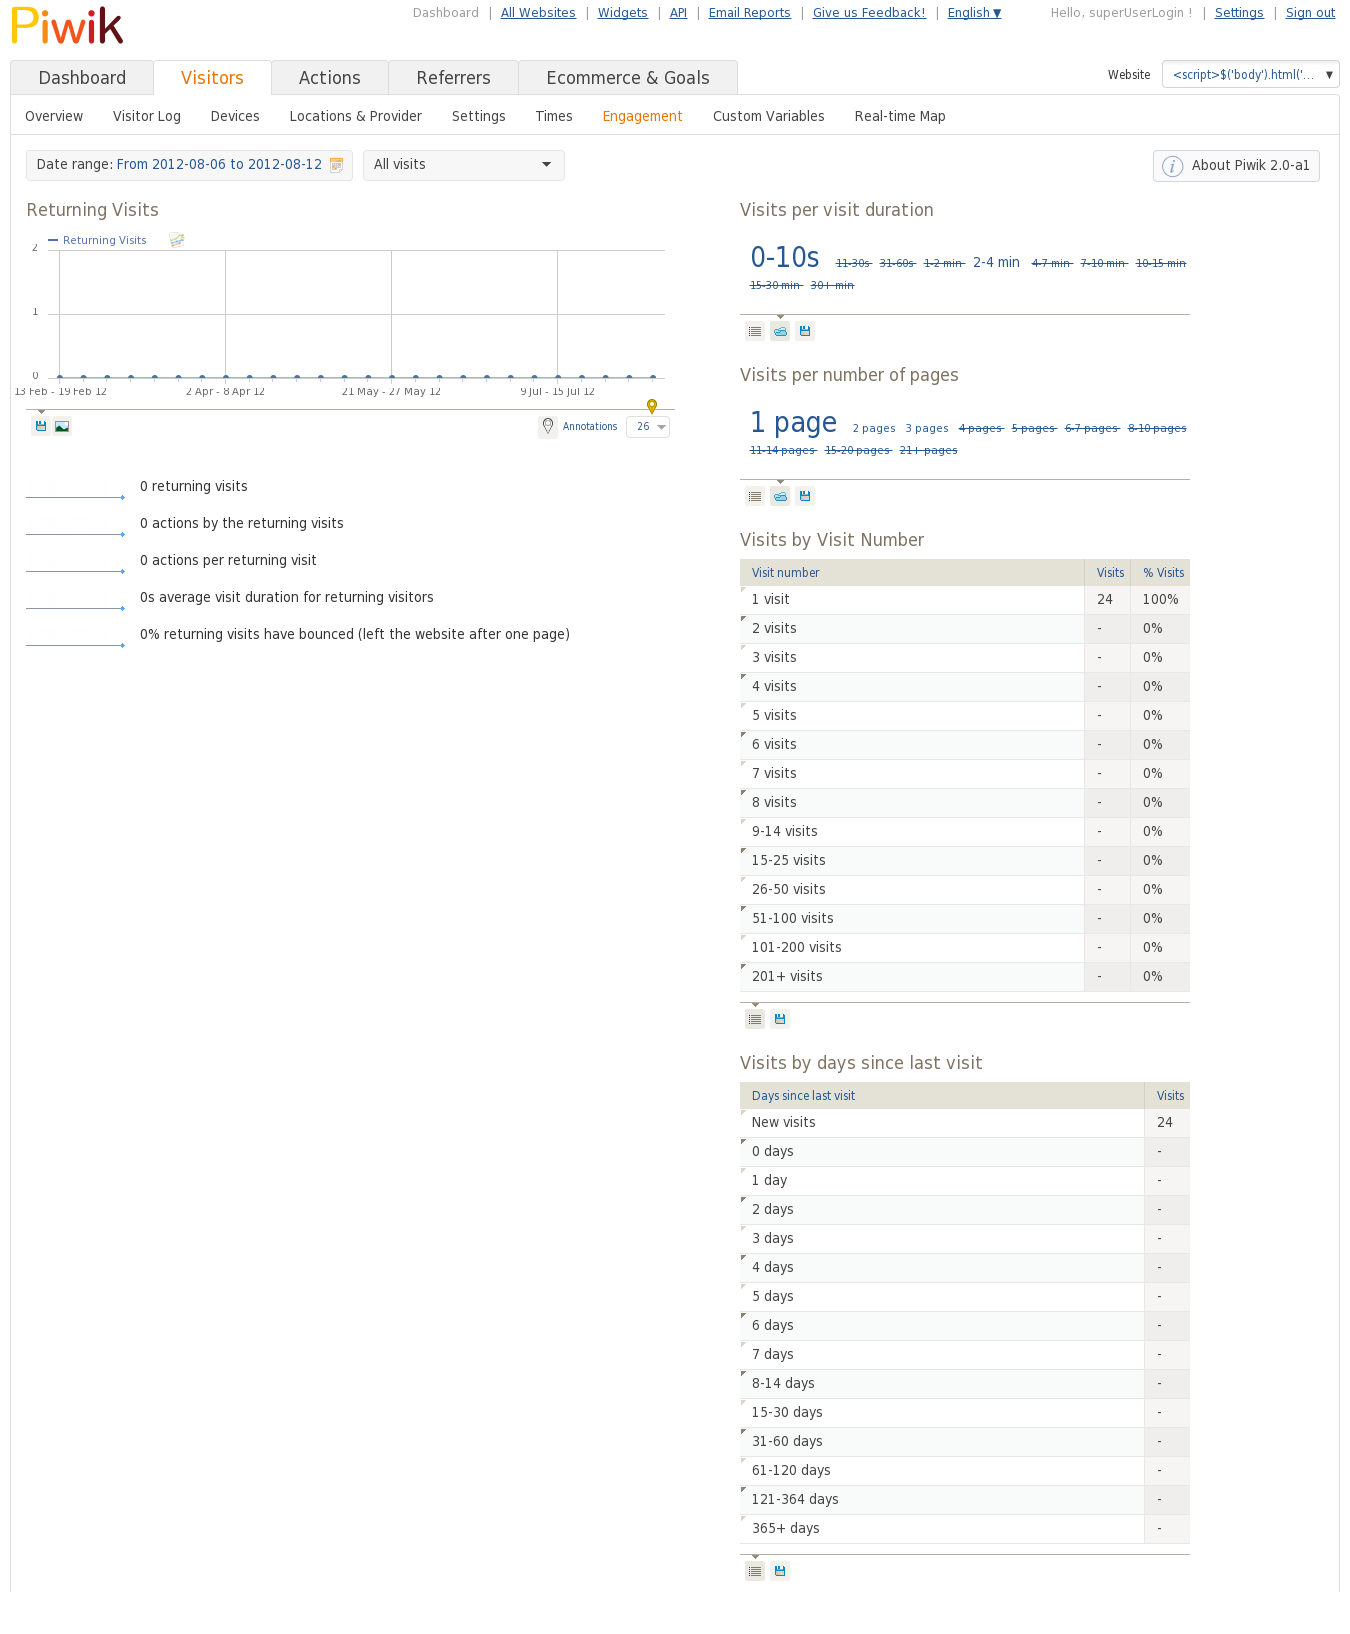 Piwik
Dashboard | All Websites | Widgets | API | Email Reports | Give us Feedback! | English ▼ Hello, superUserLogin ! | Settings | Sign out
Dashboard Visitors Actions Referrers Ecommerce & Goals
Website <script>$('body').html('... ▼
Overview Visitor Log Devices Locations & Provider Settings Times Engagement Custom Variables Real-time Map
Date range: From 2012-08-06 to 2012-08-12 All visits
About Piwik 2.0-a1
Returning Visits
Returning Visits
2
1
0
13 Feb - 19 Feb 12 2 Apr - 8 Apr 12 21 May - 27 May 12 9 Jul - 15 Jul 12
Annotations 26
0 returning visits
0 actions by the returning visits
0 actions per returning visit
0s average visit duration for returning visitors
0% returning visits have bounced (left the website after one page)
Visits per visit duration
0-10s 11-30s 31-60s 1-2 min 2-4 min 4-7 min 7-10 min 10-15 min
15-30 min 30+ min
Visits per number of pages
1 page 2 pages 3 pages 4 pages 5 pages 6-7 pages 8-10 pages
11-14 pages 15-20 pages 21+ pages
Visits by Visit Number
Visit number Visits % Visits
1 visit 24 100%
2 visits - 0%
3 visits - 0%
4 visits - 0%
5 visits - 0%
6 visits - 0%
7 visits - 0%
8 visits - 0%
9-14 visits - 0%
15-25 visits - 0%
26-50 visits - 0%
51-100 visits - 0%
101-200 visits - 0%
201+ visits - 0%
Visits by days since last visit
Days since last visit Visits
New visits 24
0 days -
1 day -
2 days -
3 days -
4 days -
5 days -
6 days -
7 days -
8-14 days -
15-30 days -
31-60 days -
61-120 days -
121-364 days -
365+ days -